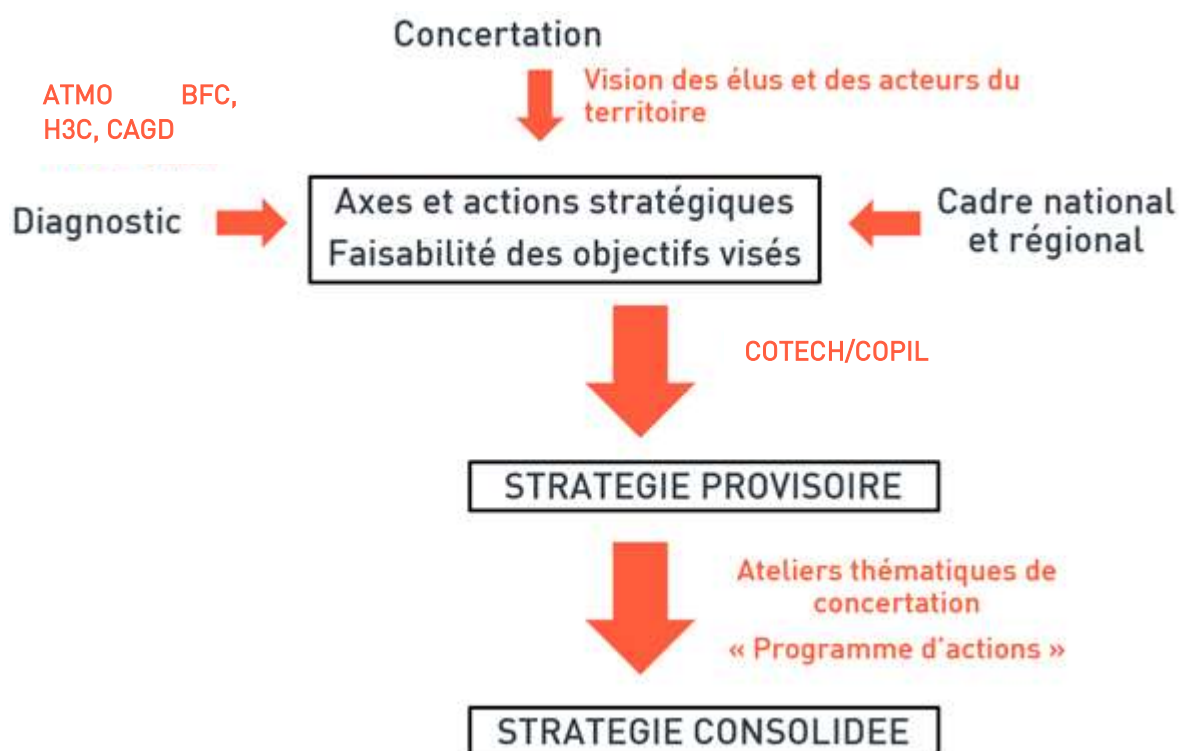 Concertation
Vision des élus et des acteurs du
territoire
ATMO BFC,
H3C, CAGD
Diagnostic
Axes et actions stratégiques
Faisabilité des objectifs visés
Cadre national
et régional
COTECH/COPIL
STRATEGIE PROVISOIRE
Ateliers thématiques de
concertation
« Programme d'actions »
STRATEGIE CONSOLIDEE